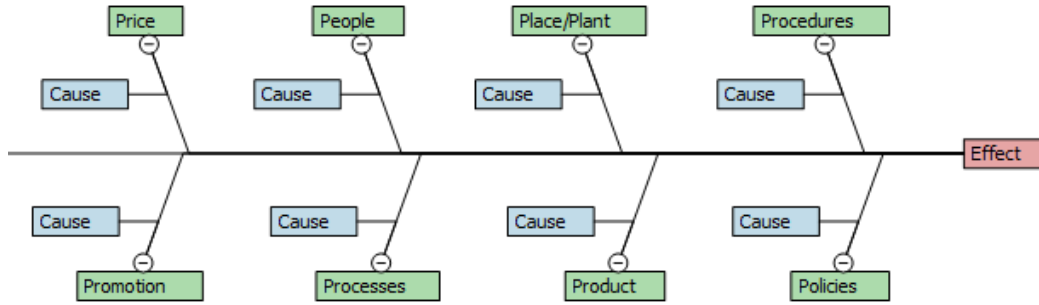 Price
People
Place/Plant
Procedures
Cause
Cause
Cause
Cause
Effect
Cause
Cause
Cause
Cause
Promotion
Processes
Product
Policies